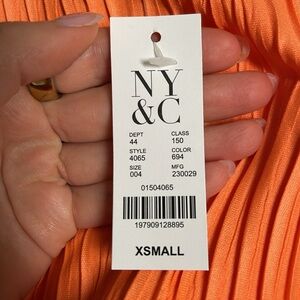 NY
&C
DEPT CLASS
44 150
STYLE COLOR
4065 694
SIZE MFG
004 230029
01504065
197909128895
XSMALL